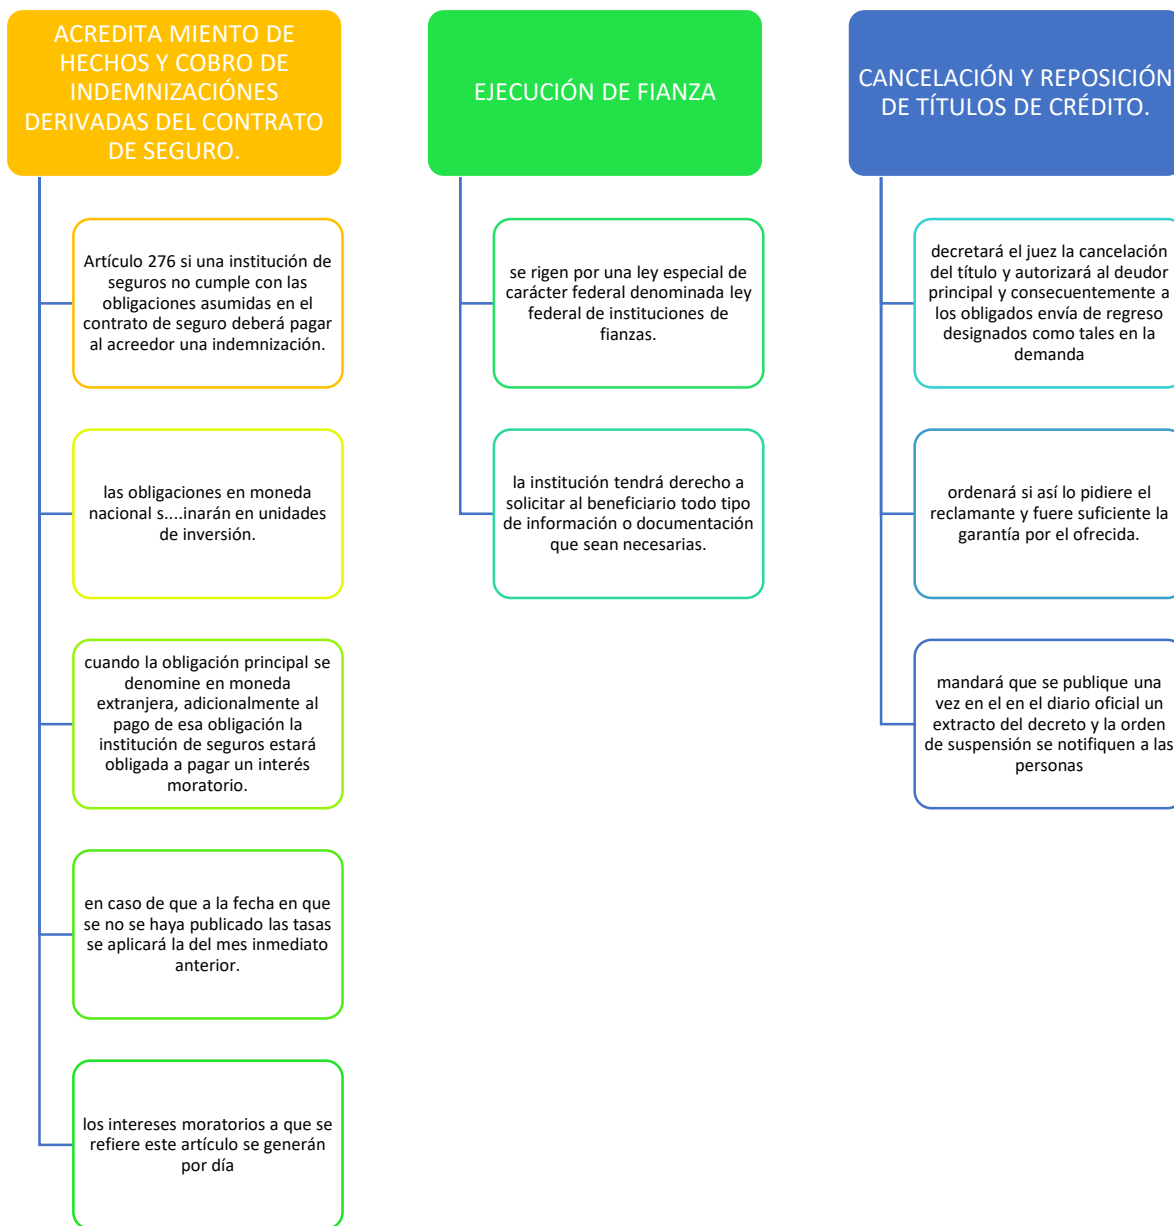 ACREDITA MIENTO DE
HECHOS Y COBRO DE
INDEMNIZACIÓNES
DERIVADAS DEL CONTRATO
DE SEGURO.
Artículo 276 si una institución de
seguros no cumple con las
obligaciones asumidas en el
contrato de seguro deberá pagar
al acreedor una indemnización.
las obligaciones en moneda
nacional s....inarán en unidades
de inversión.
cuando la obligación principal se
denomine en moneda
extranjera, adicionalmente al
pago de esa obligación la
institución de seguros estará
obligada a pagar un interés
moratorio.
en caso de que a la fecha en que
se no se haya publicado las tasas
se aplicará la del mes inmediato
anterior.
los intereses moratorios a que se
refiere este artículo se generán
por día
EJECUCIÓN DE FIANZA
se rigen por una ley especial de
carácter federal denominada ley
federal de instituciones de
fianzas.
la institución tendrá derecho a
solicitar al beneficiario todo tipo
de información o documentación
que sean necesarias.
CANCELACIÓN Y REPOSICIÓN
DE TÍTULOS DE CRÉDITO.
decretará el juez la cancelación
del título y autorizará al deudor
principal y consecuentemente a
los obligados envía de regreso
designados como tales en la
demanda
ordenará si así lo pidiere el
reclamante y fuere suficiente la
garantía por el ofrecida.
mandará que se publique una
vez en el en el diario oficial un
extracto del decreto y la orden
de suspensión se notifiquen a las
personas